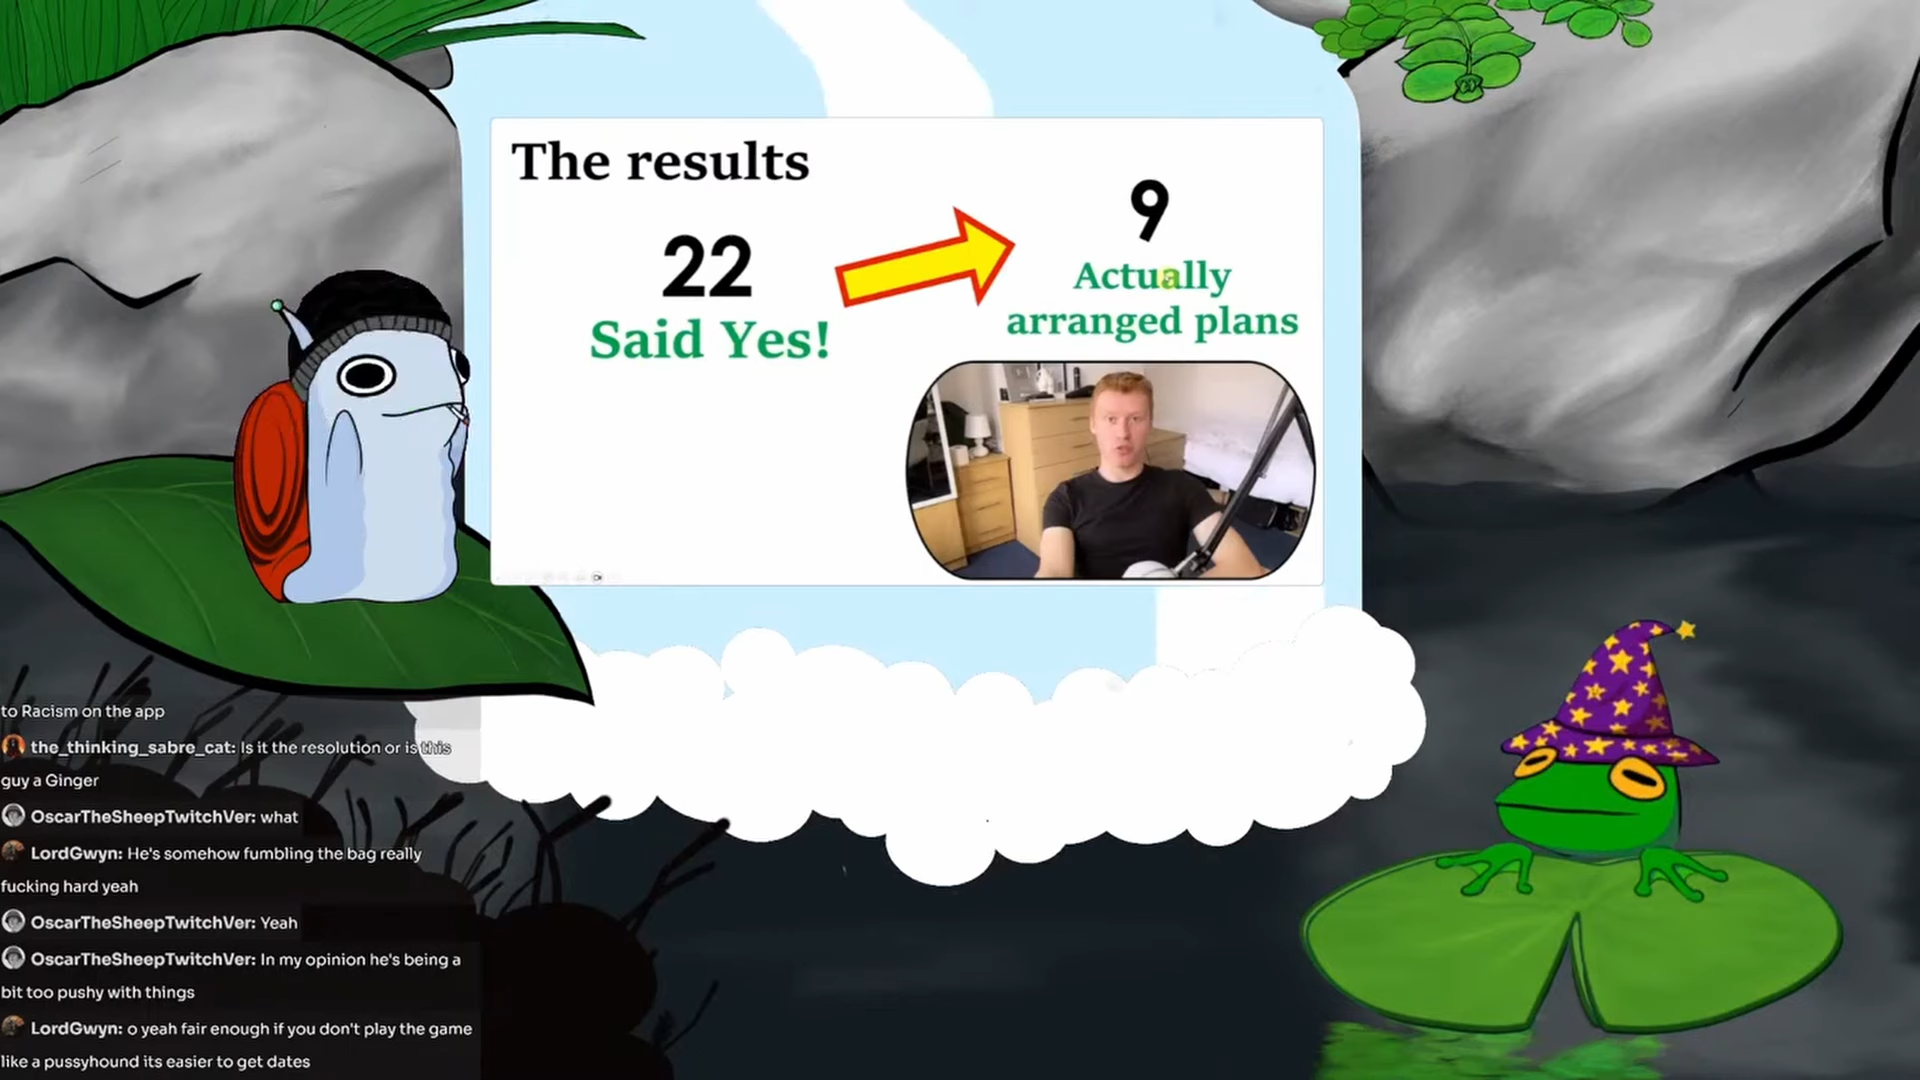 The results
22
Said Yes!
9
Actually
arranged plans
to Racism on the app
the_thinking_sabre_cat: Is it the resolution or is this
guy a Ginger
OscarTheSheepTwitchVer: what
LordGwyn: He's somehow fumbling the bag really
fucking hard yeah
OscarTheSheepTwitchVer: Yeah
OscarTheSheepTwitchVer: In my opinion he's being a
bit too pushy with things
LordGwyn: o yeah fair enough if you don't play the game
like a pussyhound its easier to get dates